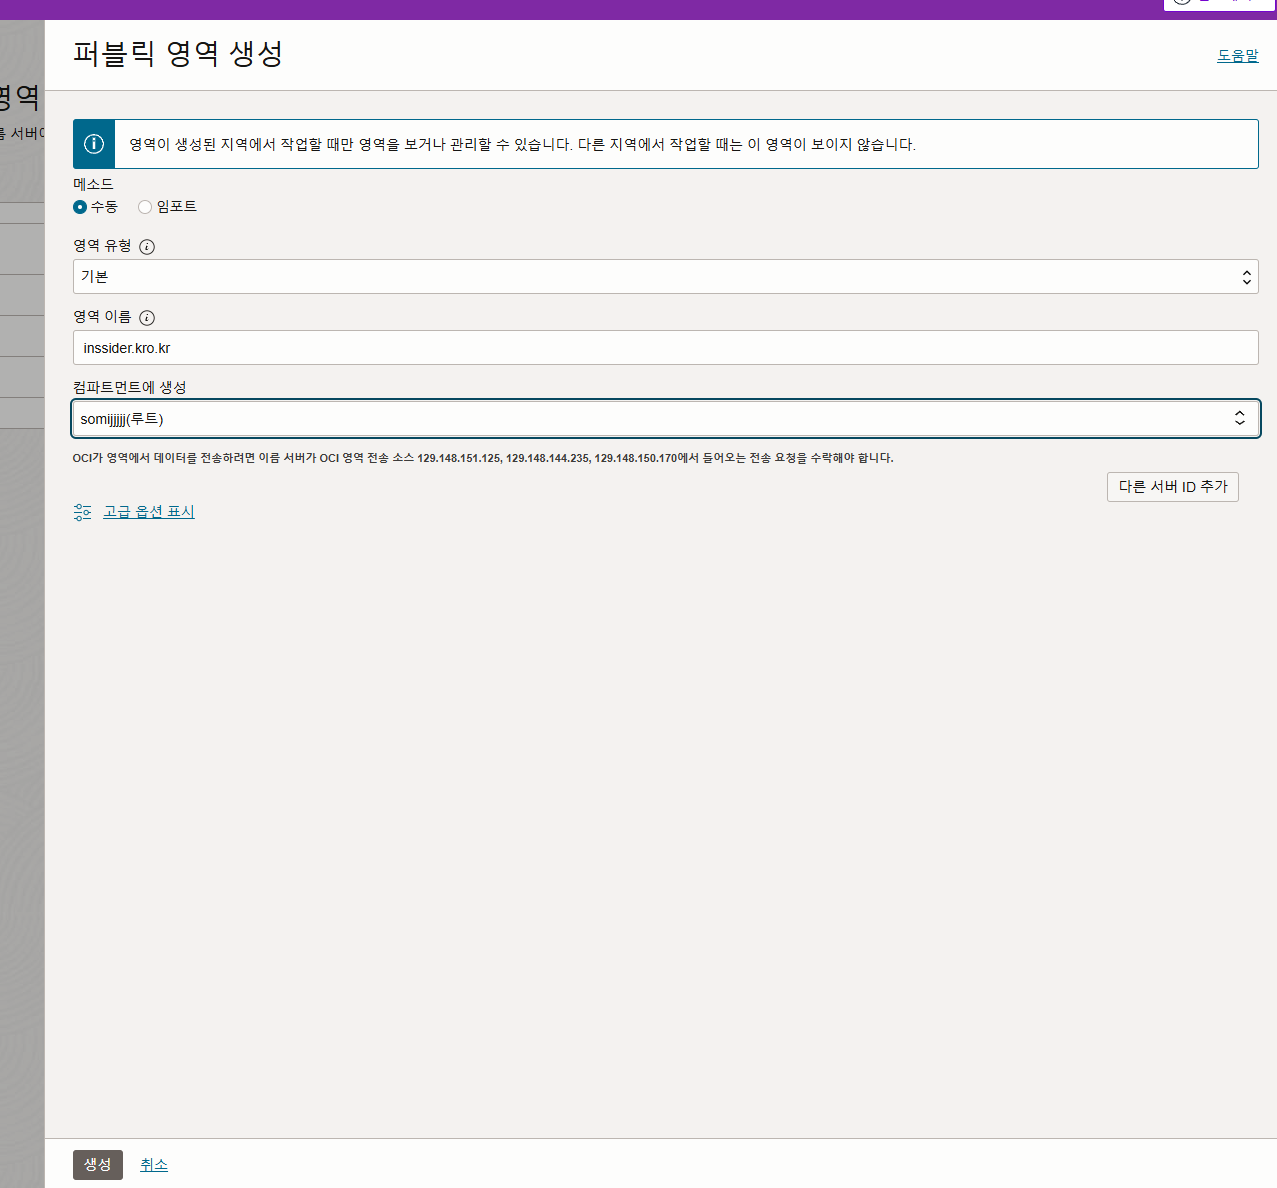 퍼블릭 영역 생성
도움말
영역
서버
영역이 생성된 지역에서 작업할 때만 영역을 보거나 관리할 수 있습니다. 다른 지역에서 작업할 때는 이 영역이 보이지 않습니다.
메소드
수동 임포트
영역 유형
기본
영역 이름
inssider.kro.kr
컴파트먼트에 생성
somijjjjj(루트)
OCI가 영역에서 데이터를 전송하려면 이름 서버가 OCI 영역 전송 소스 129.148.151.125, 129.148.144.235, 129.148.150.170에서 들어오는 전송 요청을 수락해야 합니다.
다른 서버 ID 추가
고급 옵션 표시
생성 취소